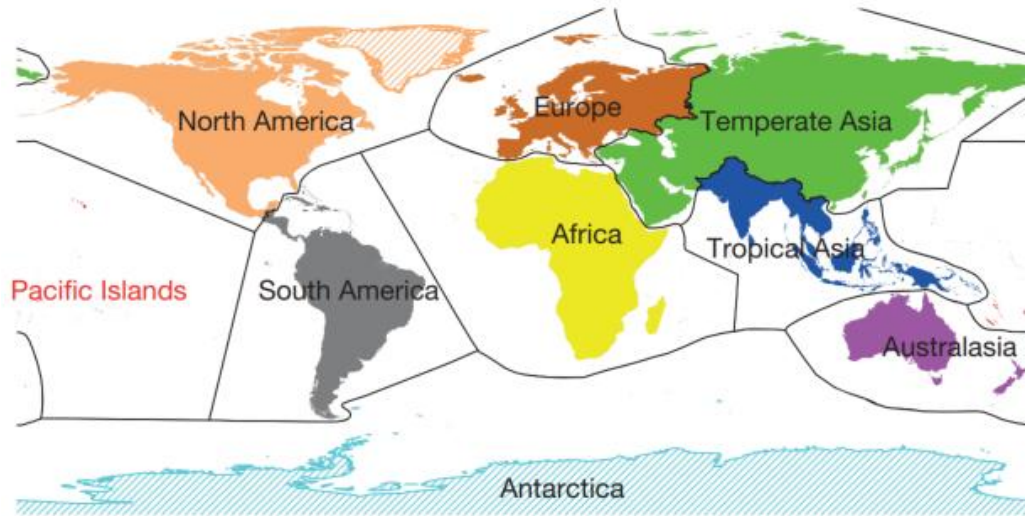 North America
Europe
Temperate Asia
Africa
Tropical Asia
Pacific Islands
South America
Australasia
Antarctica